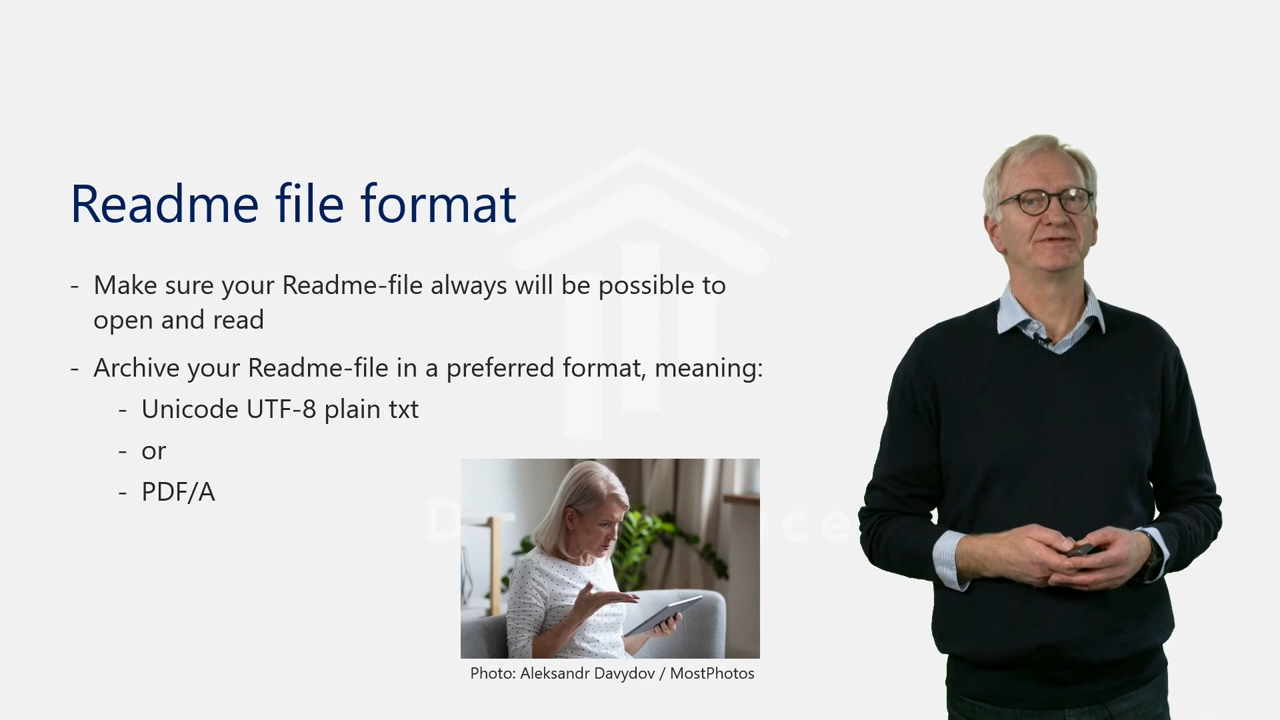 Readme file format
- Make sure your Readme-file always will be possible to
open and read
- Archive your Readme-file in a preferred format, meaning:
- Unicode UTF-8 plain txt
- or
- PDF/A
Photo: Aleksandr Davydov / MostPhotos